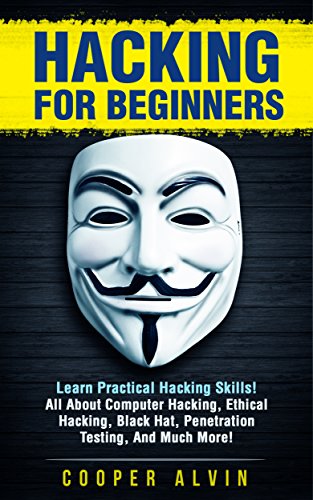 HACKING
FOR BEGINNERS
Learn Practical Hacking Skills!
All About Computer Hacking, Ethical
Hacking, Black Hat, Penetration
Testing, And Much More!
COOPER ALVIN